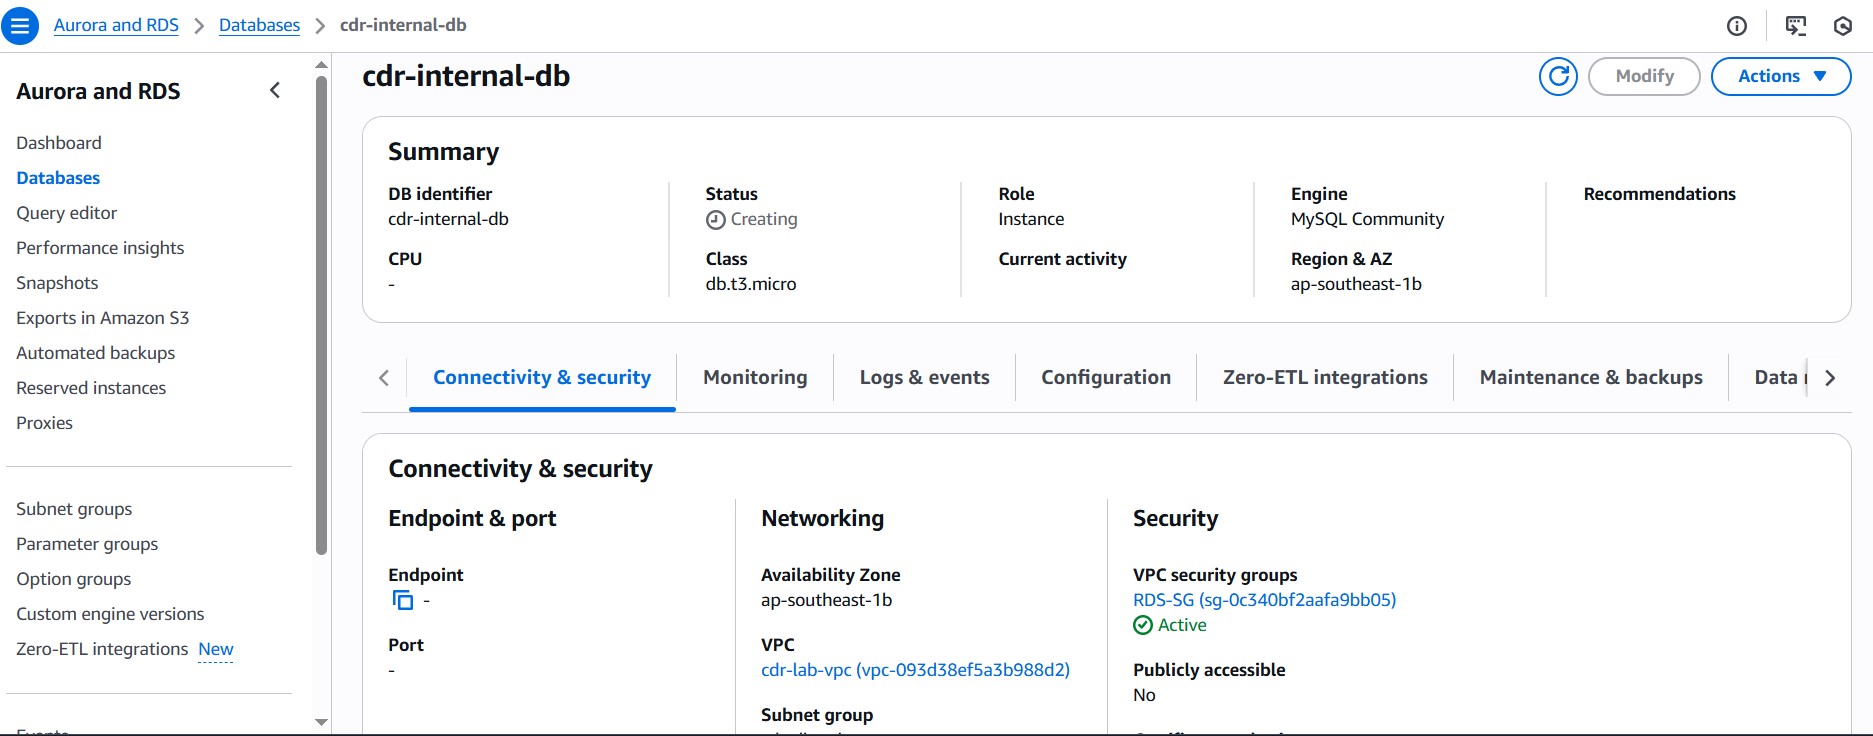 Aurora and RDS > Databases > cdr-internal-db
Aurora and RDS
Dashboard
Databases
Query editor
Performance insights
Snapshots
Exports in Amazon S3
Automated backups
Reserved instances
Proxies
Subnet groups
Parameter groups
Option groups
Custom engine versions
Zero-ETL integrations New
cdr-internal-db
Modify
Actions
Summary
DB identifier
cdr-internal-db
CPU
-
Status
Creating
Class
db.t3.micro
Role
Instance
Current activity
Engine
MySQL Community
Region & AZ
ap-southeast-1b
Recommendations
Connectivity & security
Monitoring
Logs & events
Configuration
Zero-ETL integrations
Maintenance & backups
Data
Connectivity & security
Endpoint & port
Endpoint
-
Port
-
Networking
Availability Zone
ap-southeast-1b
VPC
cdr-lab-vpc (vpc-093d38ef5a3b988d2)
Subnet group
Security
VPC security groups
RDS-SG (sg-0c340bf2aafa9bb05)
Active
Publicly accessible
No